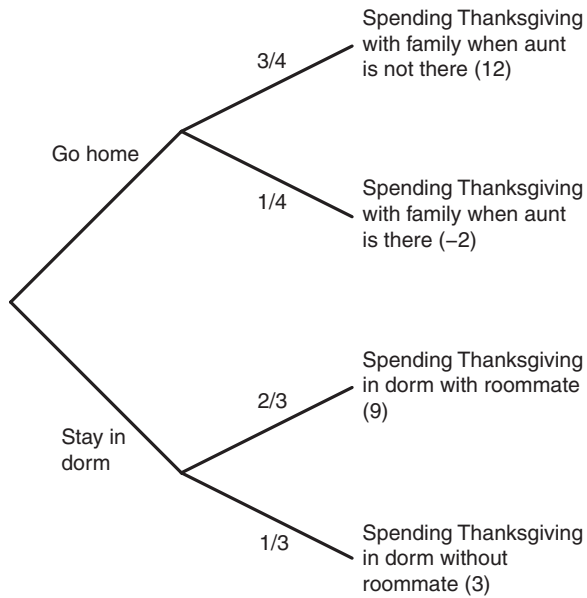 Spending Thanksgiving
with family when aunt
is not there (12)
3/4
Go home
1/4
Spending Thanksgiving
with family when aunt
is there (−2)
Spending Thanksgiving
in dorm with roommate
(9)
2/3
Stay in
dorm
1/3
Spending Thanksgiving
in dorm without
roommate (3)